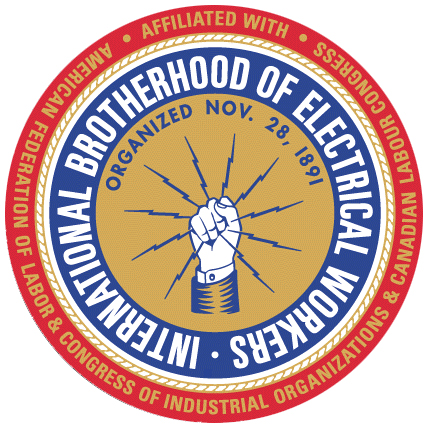 • AFFILIATED WITH •
AMERICAN FEDERATION OF LABOR & CONGRESS OF INDUSTRIAL ORGANIZATIONS & CANADIAN LABOUR CONGRESS
INTERNATIONAL BROTHERHOOD OF ELECTRICAL WORKERS •
ORGANIZED NOV. 28, 1891